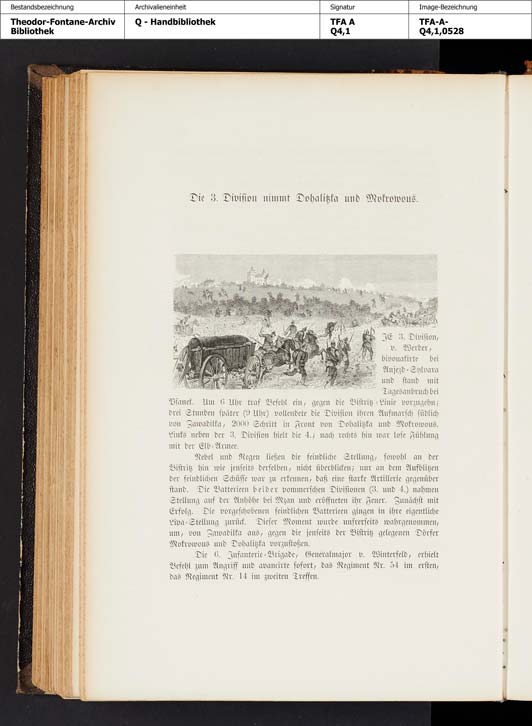 Bestandsbezeichnung
Theodor-Fontane-Archiv
Bibliothek
Archivalieneinheit
Q - Handbibliothek
Signatur
TFA A
Q4,1
Image-Bezeichnung
TFA-A-
Q4,1,0528
Die 3. Division nimmt Dohalitzka und Mokrowous.
JE 3. Division,
v. Werder,
bivouakirte bei
Aujezd-Sylvara
und stand mit
Tagesanbruch bei
Psanek. Um 6 Uhr traf Befehl ein, gegen die Bistritz-Linie vorzugehn;
drei Stunden später (9 Uhr) vollendete die Division ihren Aufmarsch südlich
von Zawadilka, 2000 Schritt in Front von Dohalitzka und Mokrowous.
Links neben der 3. Division hielt die 4.; nach rechts hin war lose Fühlung
mit der Elb-Armee.
Nebel und Regen ließen die feindliche Stellung, sowohl an der
Bistritz hin wie jenseits derselben, nicht überblicken; nur an dem Aufblitzen
der feindlichen Schüsse war zu erkennen, daß eine starke Artillerie gegenüber
stand. Die Batterieen beider pommerschen Divisionen (3. und 4.) nahmen
Stellung auf der Anhöhe bei Mzan und eröffneten ihr Feuer. Zunächst mit
Erfolg. Die vorgeschobenen feindlichen Batterien gingen in ihre eigentliche
Lipa-Stellung zurück. Dieser Moment wurde unsrerseits wahrgenommen,
um, von Zawadilka aus, gegen die jenseits der Bistritz gelegenen Dörfer
Mokrowous und Dohalitzka vorzustoßen.
Die 6. Infanterie-Brigade, Generalmajor v. Winterfeld, erhielt
Befehl zum Angriff und avancirte sofort, das Regiment Nr. 54 im ersten,
das Regiment Nr. 14 im zweiten Treffen.